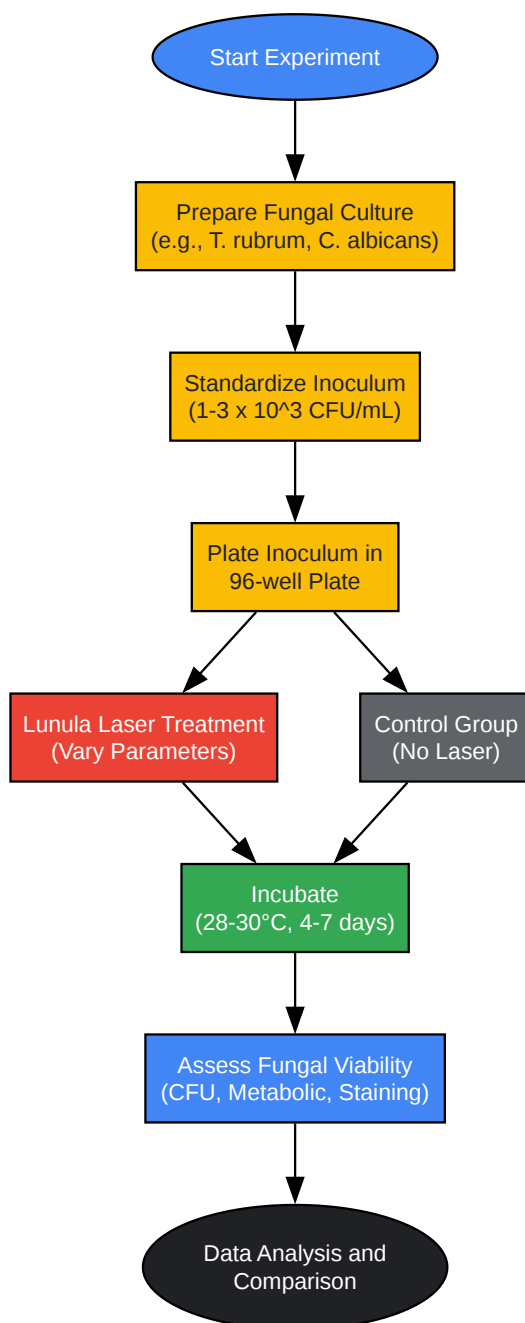 Start Experiment
Prepare Fungal Culture
(e.g., T. rubrum, C. albicans)
Standardize Inoculum
(1-3 x 10^3 CFU/mL)
Plate Inoculum in
96-well Plate
Lunula Laser Treatment
(Vary Parameters)
Control Group
(No Laser)
Incubate
(28-30°C, 4-7 days)
Assess Fungal Viability
(CFU, Metabolic, Staining)
Data Analysis and
Comparison